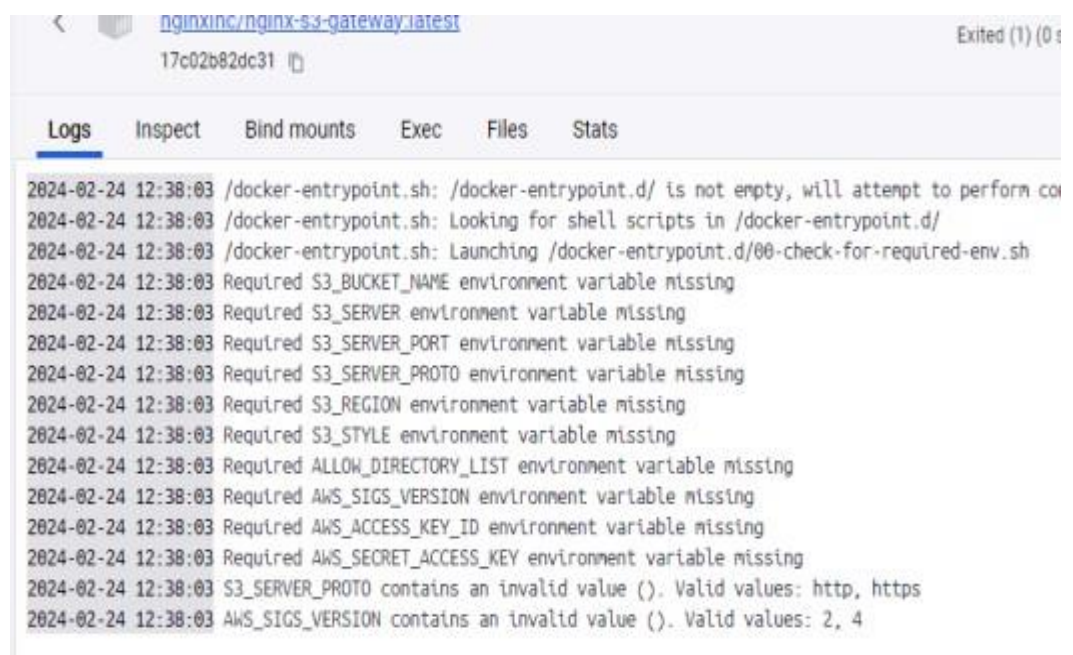 nginxinc/nginx-s3-gateway:latest
17c02b82dc31
Exited (1) (0 s
Logs Inspect Bind mounts Exec Files Stats
2024-02-24 12:38:03 /docker-entrypoint.sh: /docker-entrypoint.d/ is not empty, will attempt to perform co
2024-02-24 12:38:03 /docker-entrypoint.sh: Looking for shell scripts in /docker-entrypoint.d/
2024-02-24 12:38:03 /docker-entrypoint.sh: Launching /docker-entrypoint.d/00-check-for-required-env.sh
2024-02-24 12:38:03 Required S3_BUCKET_NAME environment variable missing
2024-02-24 12:38:03 Required S3_SERVER environment variable missing
2024-02-24 12:38:03 Required S3_SERVER_PORT environment variable missing
2024-02-24 12:38:03 Required S3_SERVER_PROTO environment variable missing
2024-02-24 12:38:03 Required S3_REGION environment variable missing
2024-02-24 12:38:03 Required S3_STYLE environment variable missing
2024-02-24 12:38:03 Required ALLOW_DIRECTORY_LIST environment variable missing
2024-02-24 12:38:03 Required AWS_SIGS_VERSION environment variable missing
2024-02-24 12:38:03 Required AWS_ACCESS_KEY_ID environment variable missing
2024-02-24 12:38:03 Required AWS_SECRET_ACCESS_KEY environment variable missing
2024-02-24 12:38:03 S3_SERVER_PROTO contains an invalid value (). Valid values: http, https
2024-02-24 12:38:03 AWS_SIGS_VERSION contains an invalid value (). Valid values: 2, 4